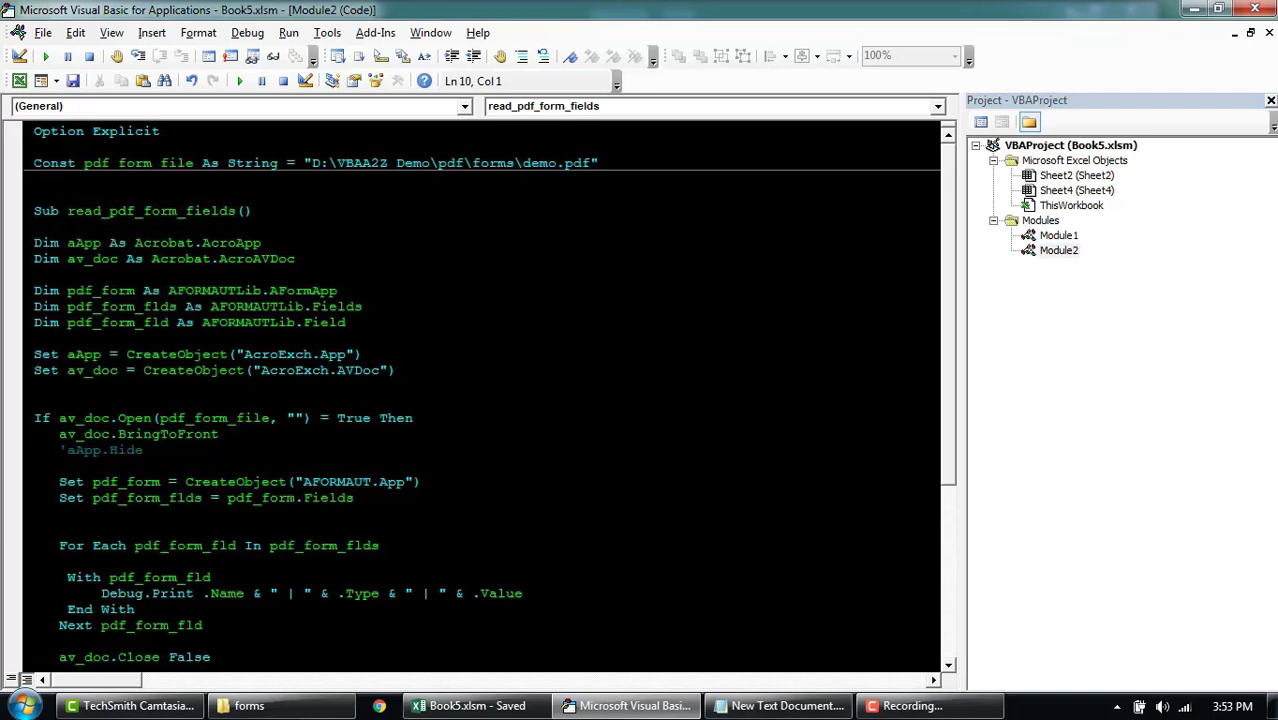 Microsoft Visual Basic for Applications - Book5.xlsm - [Module2 (Code)]
File Edit View Insert Format Debug Run Tools Add-Ins Window Help
100%
Ln 10, Col 1
(General) read_pdf_form_fields
Project - VBAProject
Option Explicit
Const pdf_form_file As String = "D:\VBAA2Z Demo\pdf\forms\demo.pdf"
Sub read_pdf_form_fields()
Dim aApp As Acrobat.AcroApp
Dim av_doc As Acrobat.AcroAVDoc
Dim pdf_form As AFORMAUTLib.AFormApp
Dim pdf_form_flds As AFORMAUTLib.Fields
Dim pdf_form_fld As AFORMAUTLib.Field
Set aApp = CreateObject("AcroExch.App")
Set av_doc = CreateObject("AcroExch.AVDoc")
If av_doc.Open(pdf_form_file, "") = True Then
av_doc.BringToFront
'aApp.Hide
Set pdf_form = CreateObject("AFORMAUT.App")
Set pdf_form_flds = pdf_form.Fields
For Each pdf_form_fld In pdf_form_flds
With pdf_form_fld
Debug.Print .Name & " | " & .Type & " | " & .Value
End With
Next pdf_form_fld
av_doc.Close False
VBAProject (Book5.xlsm)
Microsoft Excel Objects
Sheet2 (Sheet2)
Sheet4 (Sheet4)
ThisWorkbook
Modules
Module1
Module2
TechSmith Camtasia... forms Book5.xlsm - Saved Microsoft Visual Basi... New Text Document... Recording... 3:53 PM